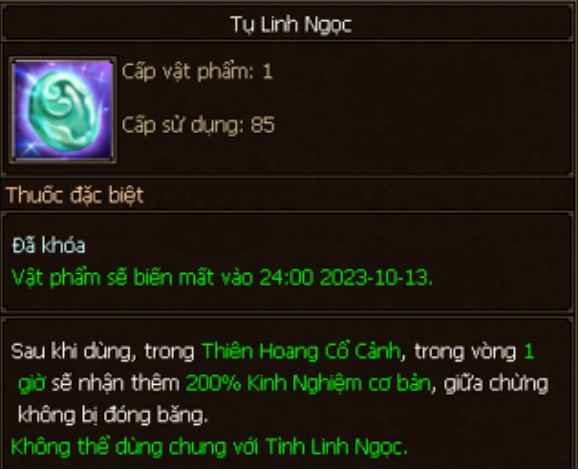 Tụ Linh Ngọc
Cấp vật phẩm: 1
Cấp sử dụng: 85
Thuốc đặc biệt
Đã khóa
Vật phẩm sẽ biến mất vào 24:00 2023-10-13.
Sau khi dùng, trong Thiên Hoang Cổ Cảnh, trong vòng 1
giờ sẽ nhận thêm 200% Kinh Nghiệm cơ bản, giữa chừng
không bị đóng băng.
Không thể dùng chung với Tinh Linh Ngọc.